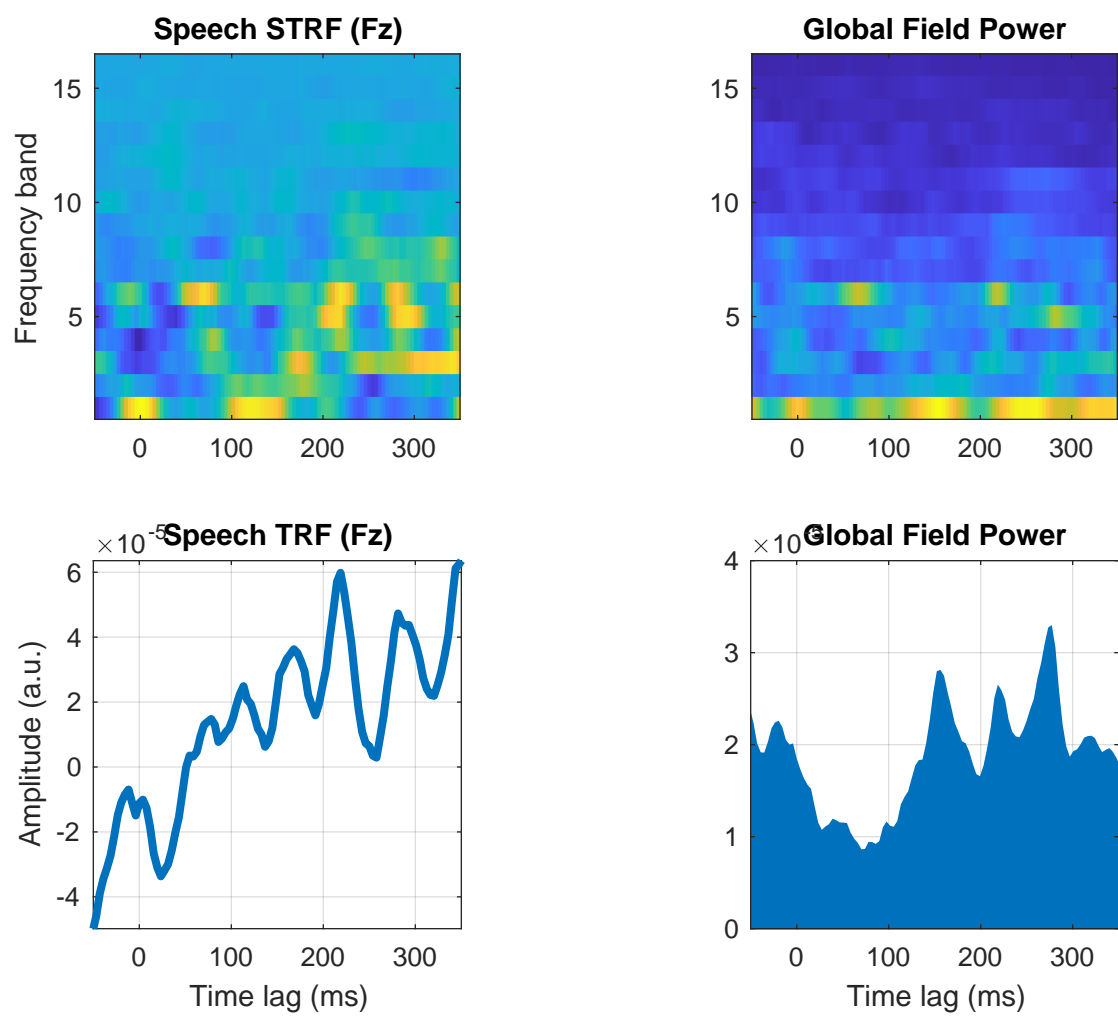 Speech STRF (Fz)
Frequency band
15
10
5
0 100 200 300
Global Field Power
15
10
5
0 100 200 300
Speech TRF (Fz)
×10-5
Amplitude (a.u.)
6
4
2
0
-2
-4
0 100 200 300
Time lag (ms)
Global Field Power
×10-5
4
3
2
1
0
0 100 200 300
Time lag (ms)